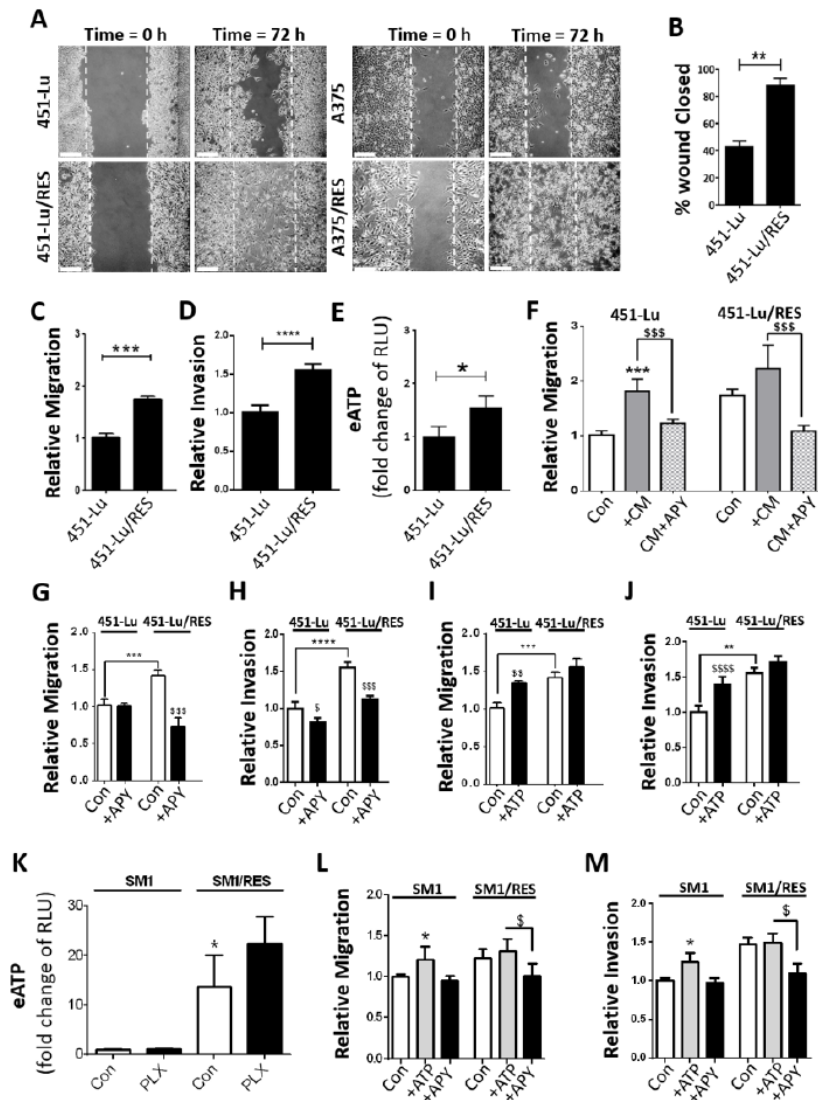 A
Time = 0 h
Time = 72 h
Time = 0 h
Time = 72 h
451-Lu
A375
451-Lu/RES
A375/RES
B
**
% wound Closed
100
80
60
40
20
0
451-Lu
451-Lu/RES
C
Relative Migration
3
2
1
0
***
451-Lu
451-Lu/RES
D
Relative Invasion
2.0
1.5
1.0
0.5
0.0
****
451-Lu
451-Lu/RES
E
eATP
(fold change of RLU)
3
2
1
0
*
451-Lu
451-Lu/RES
F
451-Lu
451-Lu/RES
Relative Migration
3
2
1
0
***
$$$
$$$
Con
+CM
CM+APY
Con
+CM
CM+APY
G
451-Lu
451-Lu/RES
Relative Migration
2.0
1.5
1.0
0.5
0.0
***
$$$
Con
+APY
Con
+APY
H
451-Lu
451-Lu/RES
Relative Invasion
2.0
1.5
1.0
0.5
0.0
****
$
$$$
Con
+APY
Con
+APY
I
451-Lu
451-Lu/RES
Relative Migration
2.0
1.5
1.0
0.5
0.0
***
$$
Con
+ATP
Con
+ATP
J
451-Lu
451-Lu/RES
Relative Invasion
2.0
1.5
1.0
0.5
0.0
**
$$$$
Con
+ATP
Con
+ATP
K
SM1
SM1/RES
eATP
(fold change of RLU)
30
20
10
0
*
Con
PLX
Con
PLX
L
SM1
SM1/RES
Relative Migration
2.0
1.5
1.0
0.5
0.0
*
$
Con
+ATP
+APY
Con
+ATP
+APY
M
SM1
SM1/RES
Relative Invasion
2.0
1.5
1.0
0.5
0.0
*
$
Con
+ATP
+APY
Con
+ATP
+APY